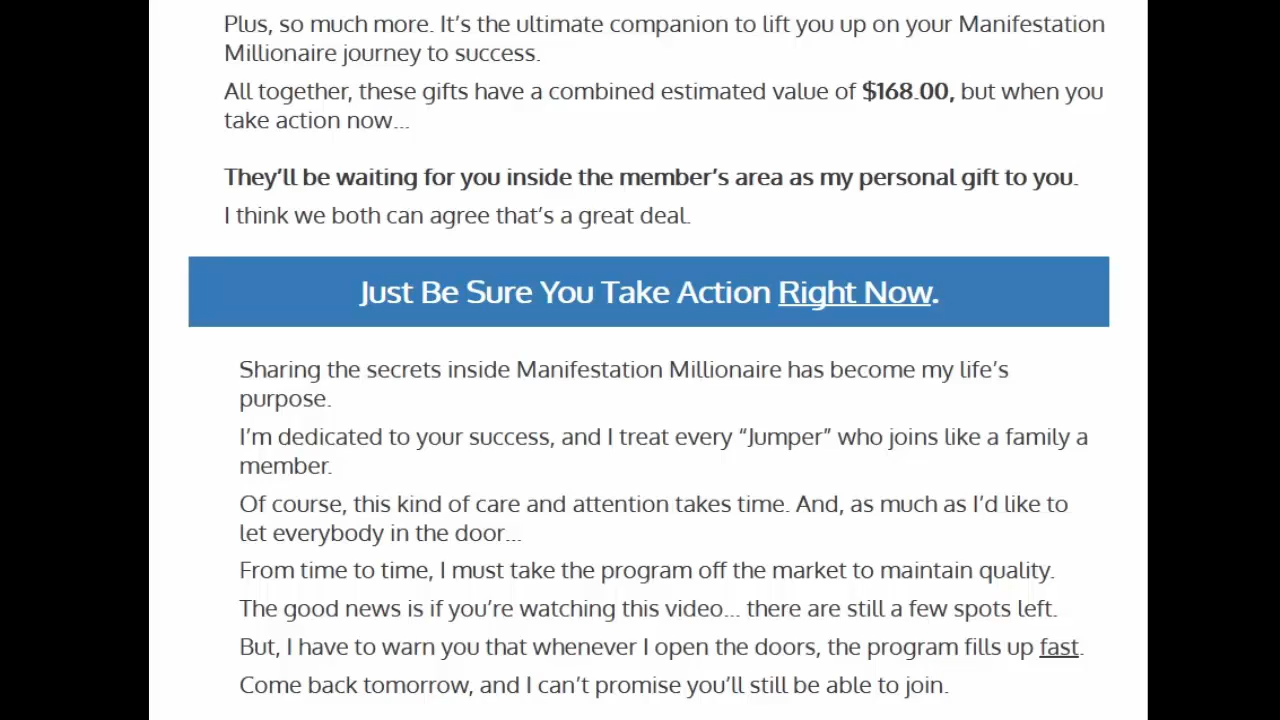 Plus, so much more. It’s the ultimate companion to lift you up on your Manifestation
Millionaire journey to success.
All together, these gifts have a combined estimated value of $168.00, but when you
take action now...
They’ll be waiting for you inside the member’s area as my personal gift to you.
I think we both can agree that’s a great deal.
Just Be Sure You Take Action Right Now.
Sharing the secrets inside Manifestation Millionaire has become my life’s
purpose.
I’m dedicated to your success, and I treat every “Jumper” who joins like a family a
member.
Of course, this kind of care and attention takes time. And, as much as I’d like to
let everybody in the door...
From time to time, I must take the program off the market to maintain quality.
The good news is if you’re watching this video... there are still a few spots left.
But, I have to warn you that whenever I open the doors, the program fills up fast.
Come back tomorrow, and I can’t promise you’ll still be able to join.